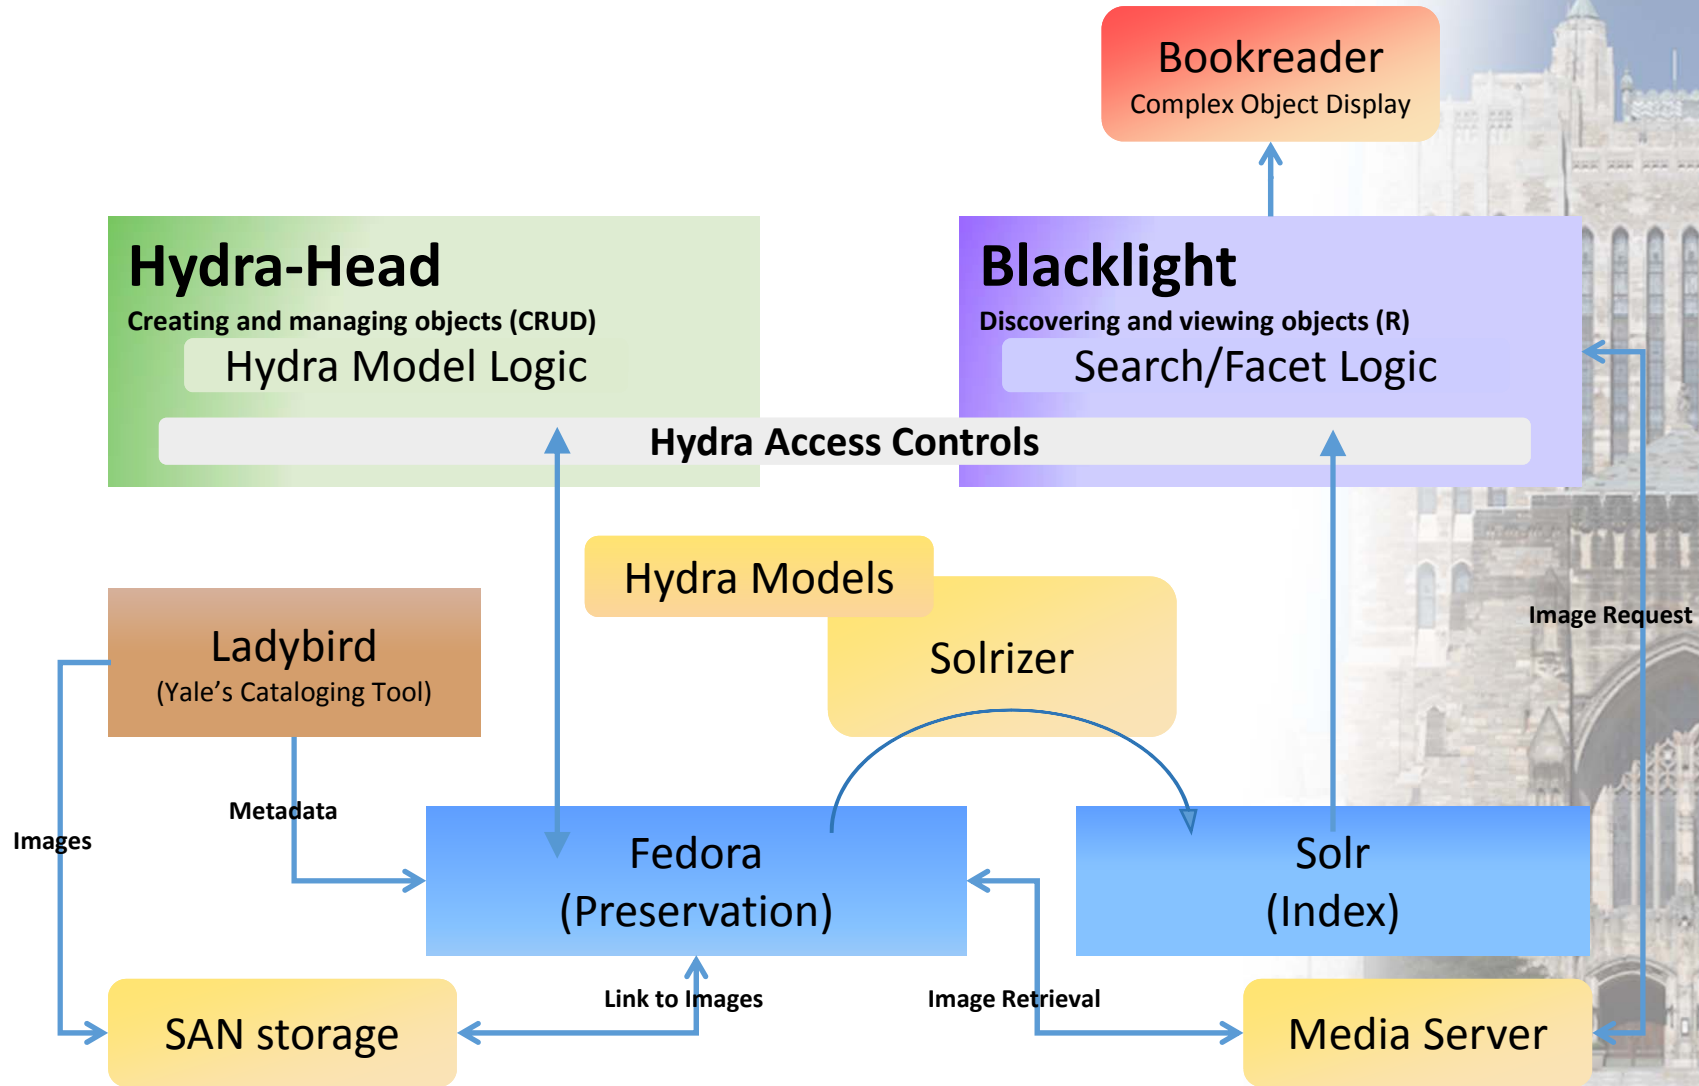 Bookreader
Complex Object Display
Hydra-Head
Creating and managing objects (CRUD)
Hydra Model Logic
Blacklight
Discovering and viewing objects (R)
Search/Facet Logic
Hydra Access Controls
Hydra Models
Solrizer
Image Request
Ladybird
(Yale’s Cataloging Tool)
Metadata
Images
Fedora
(Preservation)
Solr
(Index)
Link to Images
Image Retrieval
SAN storage
Media Server